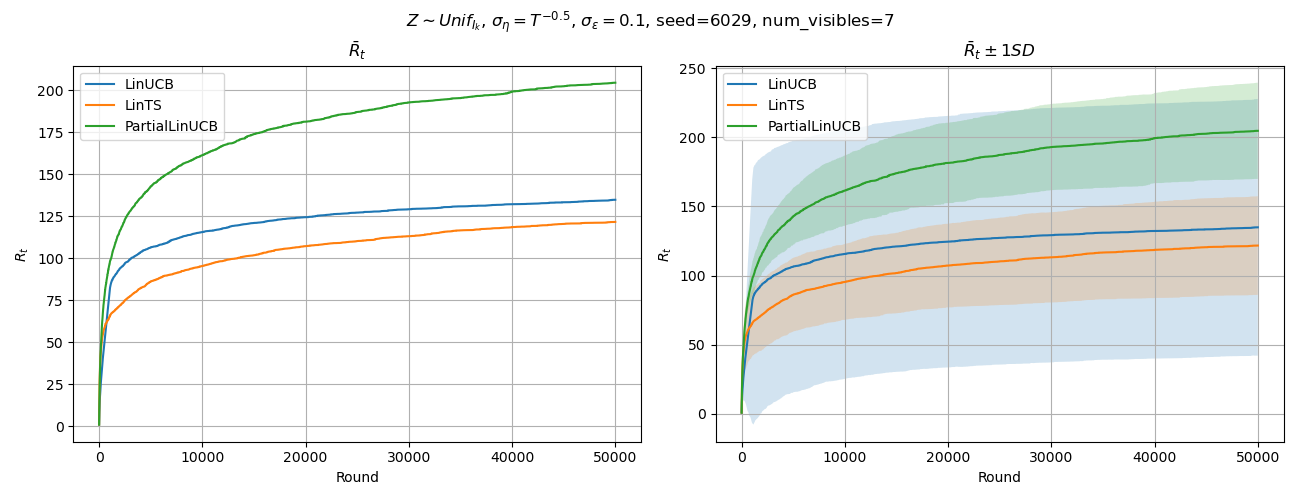 Z ∼ Unif_{I_k}, σ_η = T^{−0.5}, σ_ε = 0.1, seed=6029, num_visibles=7
R̄_t
LinUCB
LinTS
PartialLinUCB
R_t
200
175
150
125
100
75
50
25
0
0 10000 20000 30000 40000 50000
Round
R̄_t ± 1SD
LinUCB
LinTS
PartialLinUCB
R_t
250
200
150
100
50
0
0 10000 20000 30000 40000 50000
Round